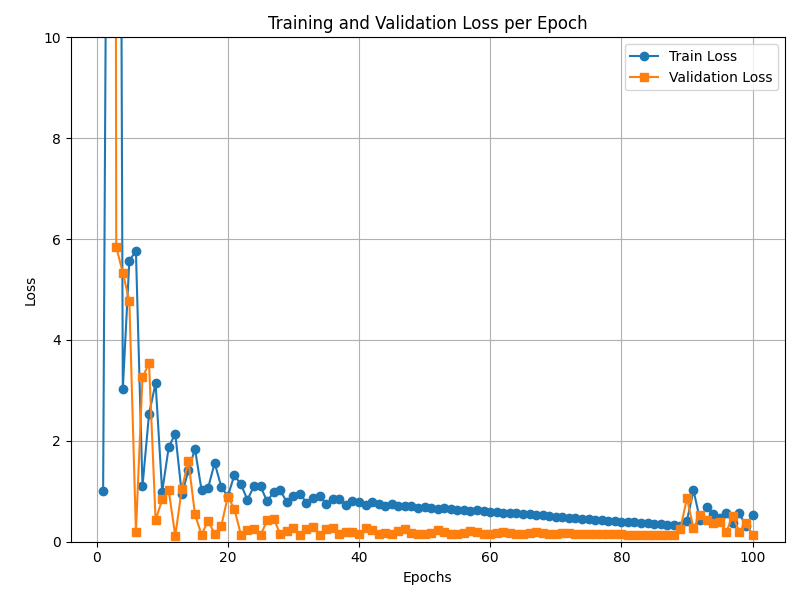 Training and Validation Loss per Epoch
Train Loss
Validation Loss
10
8
6
4
2
0
Loss
0 20 40 60 80 100
Epochs